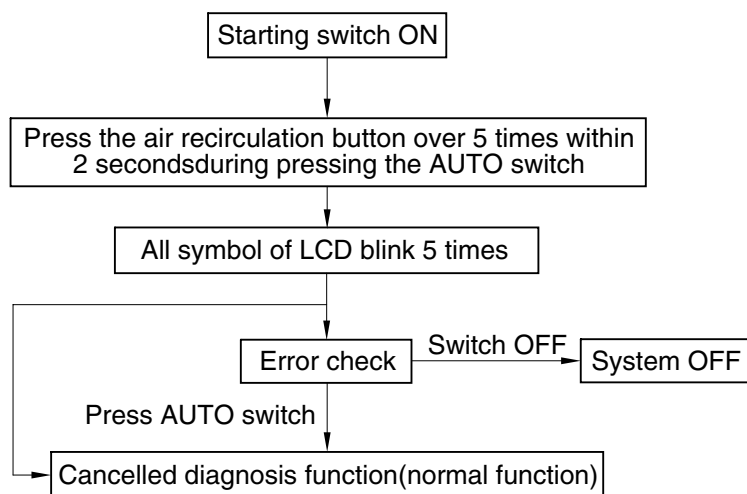 Starting switch ON
Press the air recirculation button over 5 times within
2 secondsduring pressing the AUTO switch
All symbol of LCD blink 5 times
Error check
Switch OFF
System OFF
Press AUTO switch
Cancelled diagnosis function(normal function)